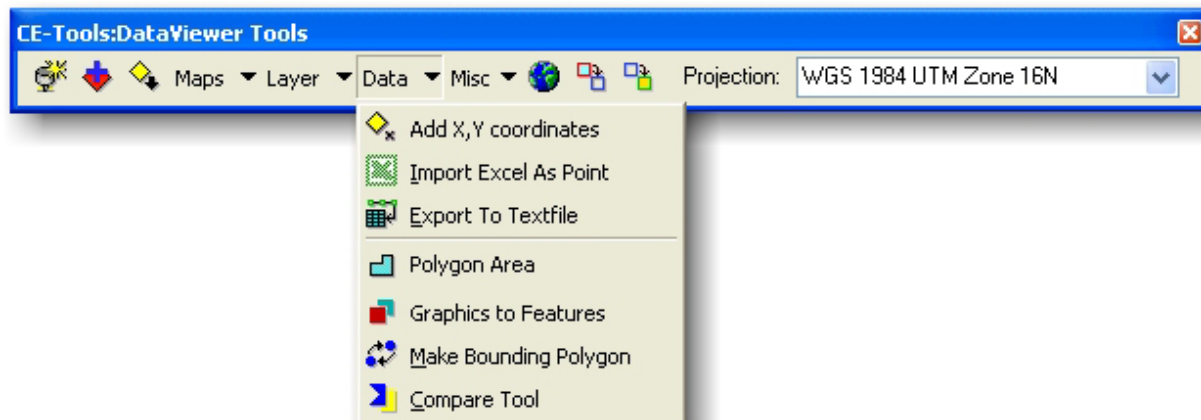 CE-Tools:DataViewer Tools
Maps Layer Data Misc Projection: WGS 1984 UTM Zone 16N
Add X,Y coordinates
Import Excel As Point
Export To Textfile
Polygon Area
Graphics to Features
Make Bounding Polygon
Compare Tool